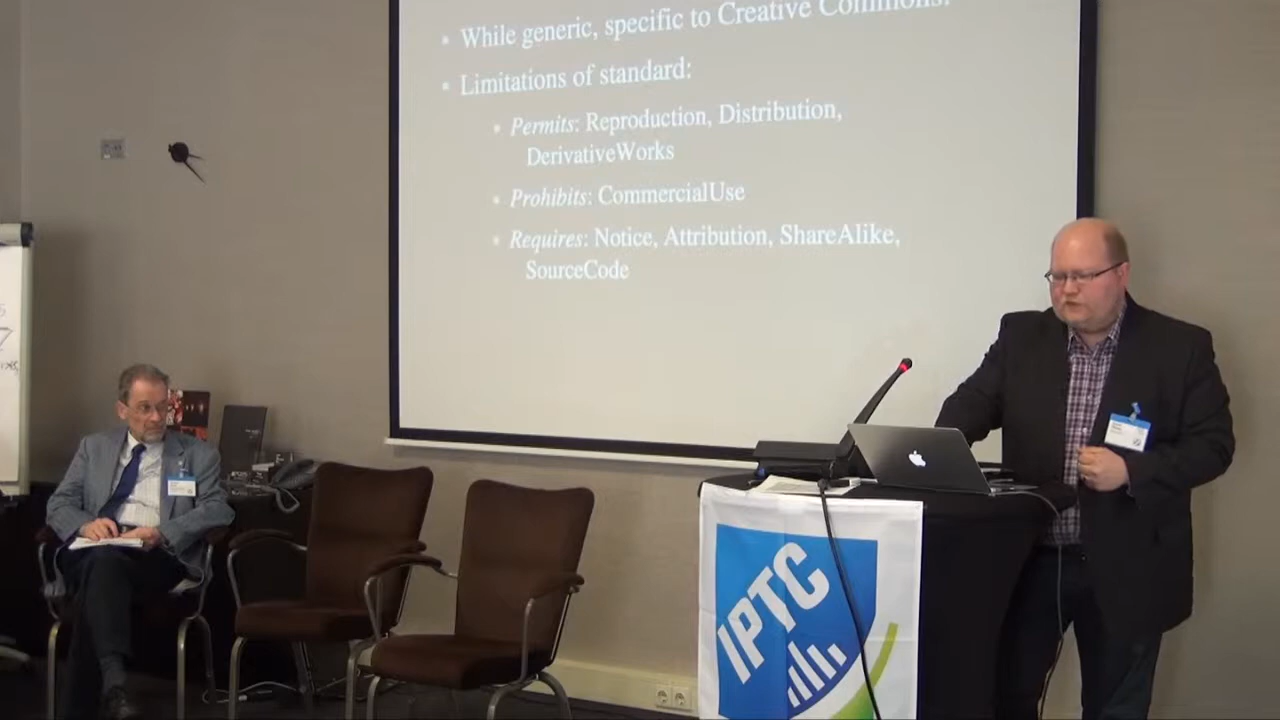 While generic, specific to Creative Commons.
Limitations of standard:
Permits: Reproduction, Distribution,
DerivativeWorks
Prohibits: CommercialUse
Requires: Notice, Attribution, ShareAlike,
SourceCode
IPTC